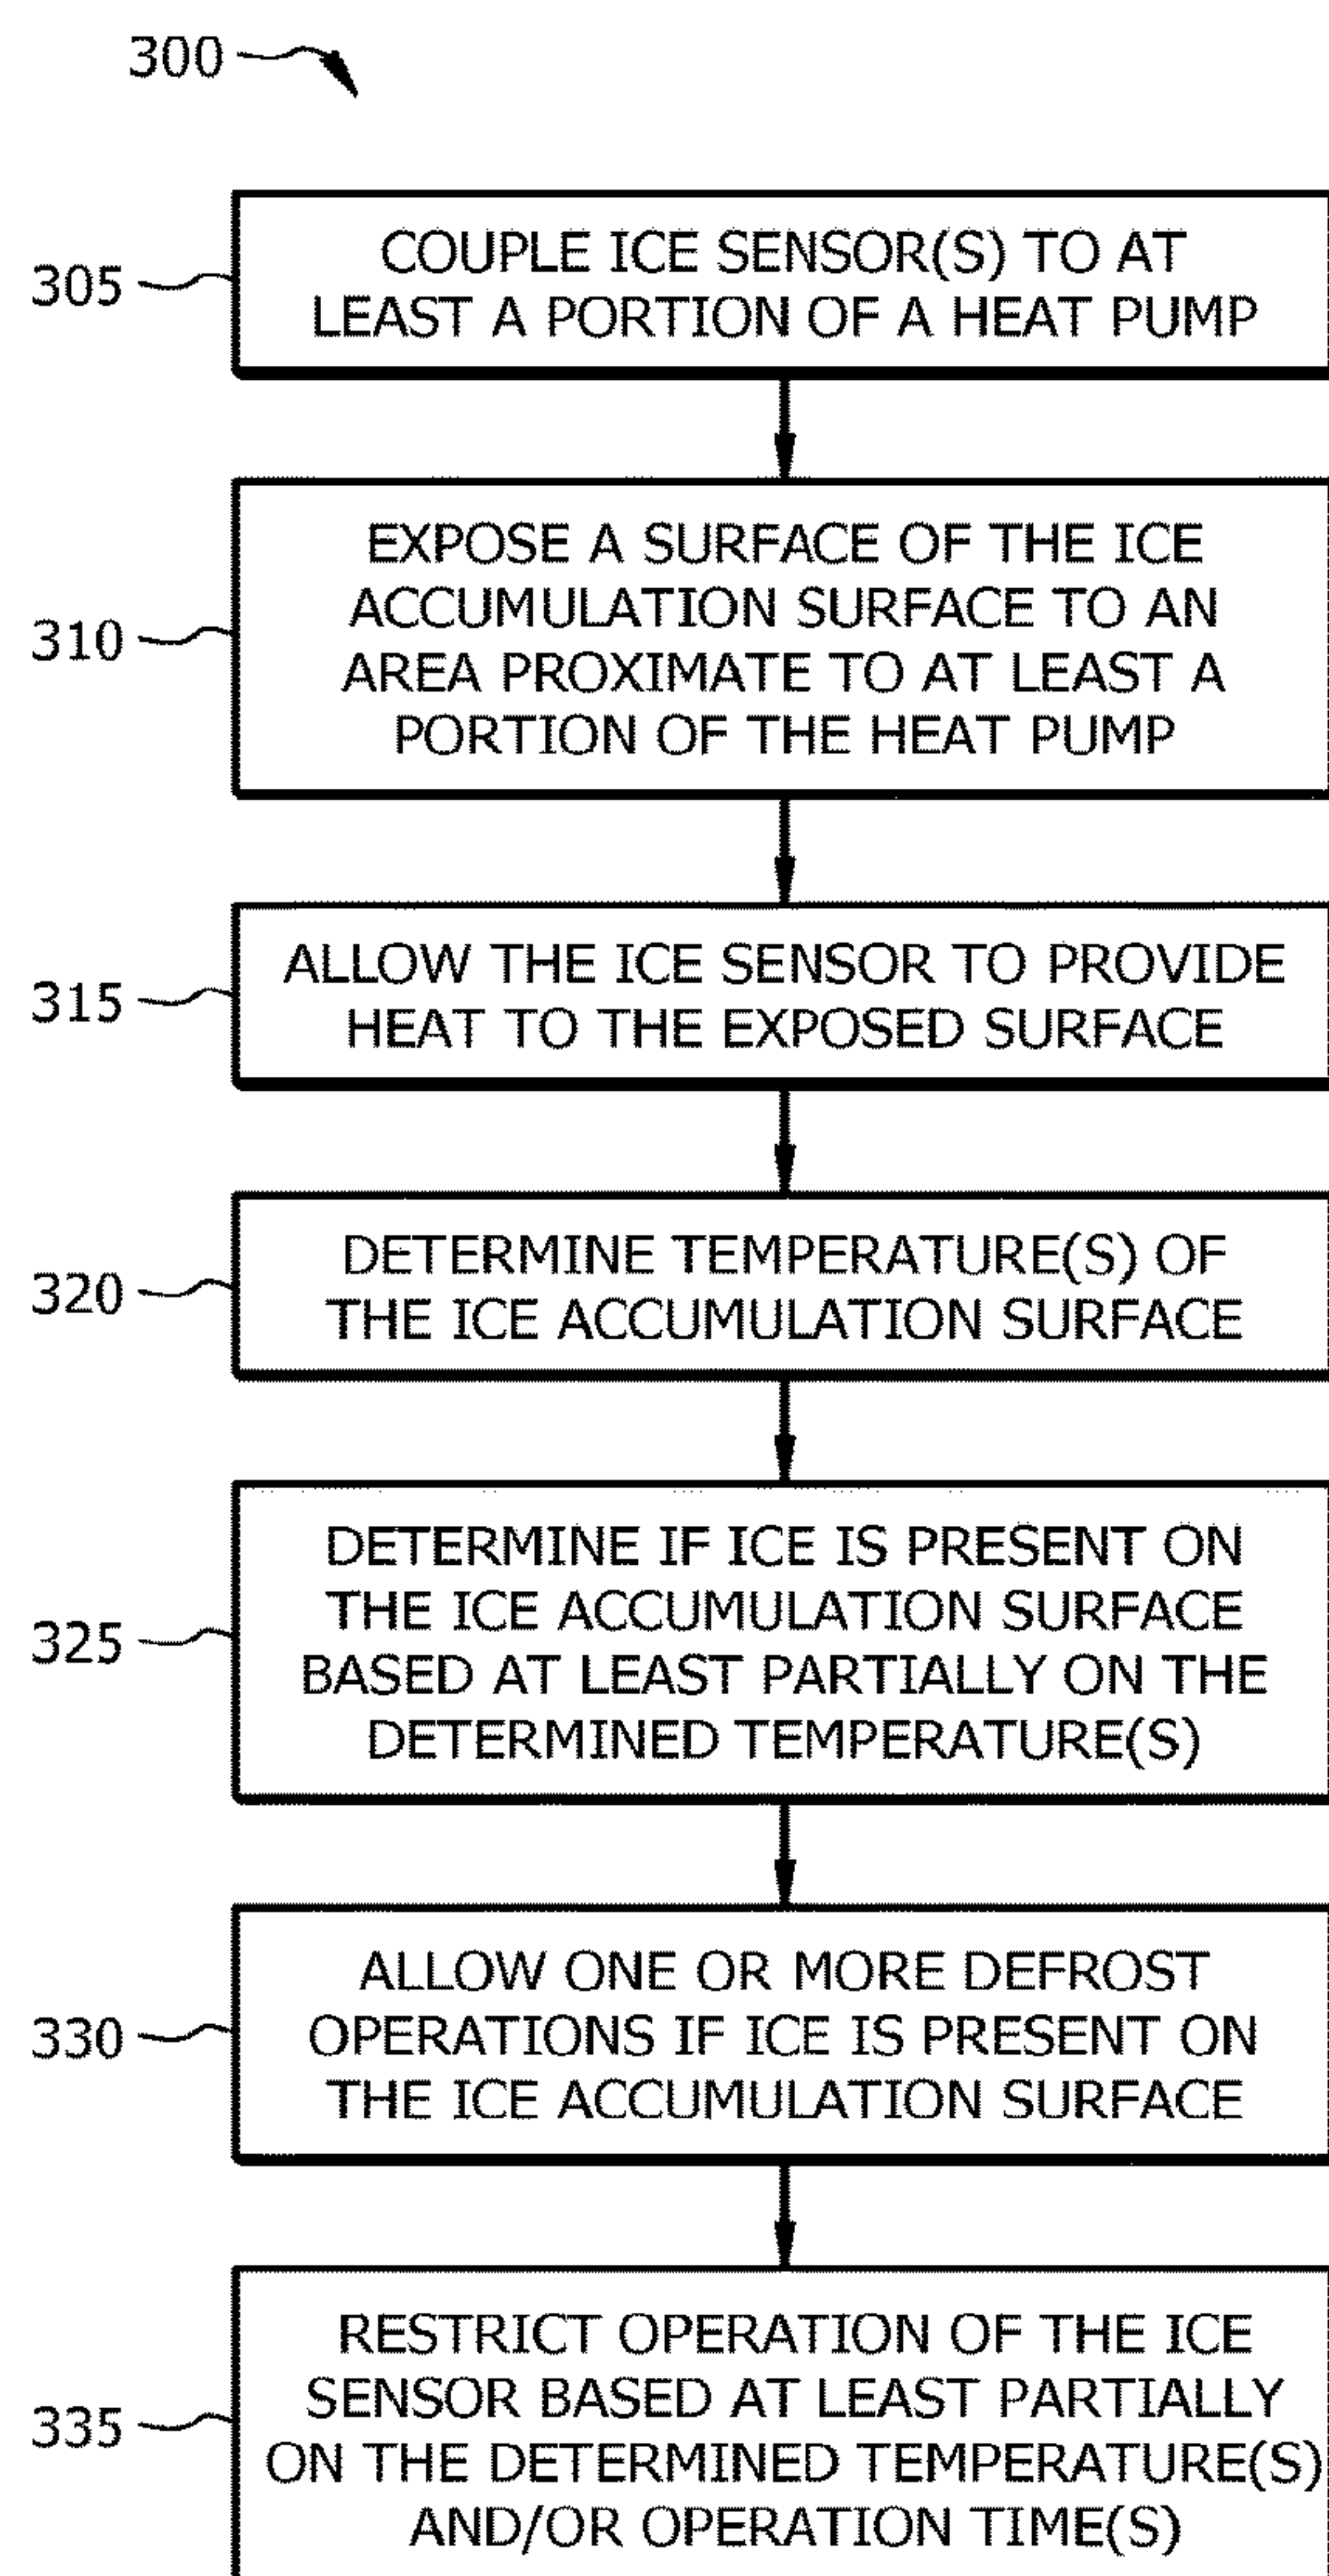 300
305
COUPLE ICE SENSOR(S) TO AT
LEAST A PORTION OF A HEAT PUMP
310
EXPOSE A SURFACE OF THE ICE
ACCUMULATION SURFACE TO AN
AREA PROXIMATE TO AT LEAST A
PORTION OF THE HEAT PUMP
315
ALLOW THE ICE SENSOR TO PROVIDE
HEAT TO THE EXPOSED SURFACE
320
DETERMINE TEMPERATURE(S) OF
THE ICE ACCUMULATION SURFACE
325
DETERMINE IF ICE IS PRESENT ON
THE ICE ACCUMULATION SURFACE
BASED AT LEAST PARTIALLY ON THE
DETERMINED TEMPERATURE(S)
330
ALLOW ONE OR MORE DEFROST
OPERATIONS IF ICE IS PRESENT ON
THE ICE ACCUMULATION SURFACE
335
RESTRICT OPERATION OF THE ICE
SENSOR BASED AT LEAST PARTIALLY
ON THE DETERMINED TEMPERATURE(S)
AND/OR OPERATION TIME(S)